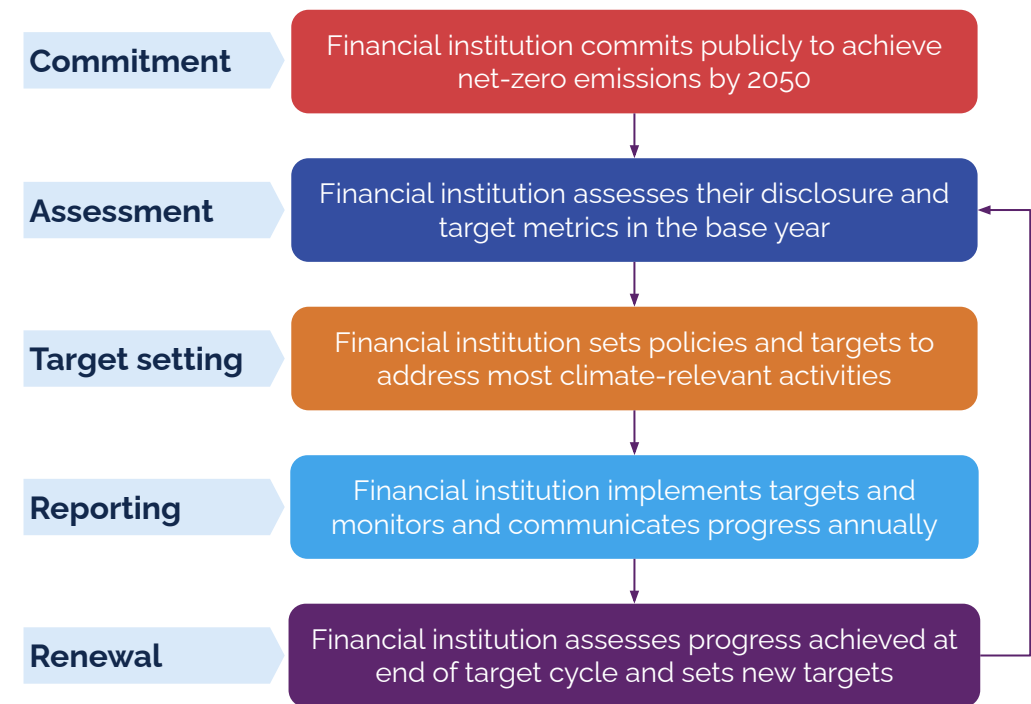 Commitment
Financial institution commits publicly to achieve
net-zero emissions by 2050
Assessment
Financial institution assesses their disclosure and
target metrics in the base year
Target setting
Financial institution sets policies and targets to
address most climate-relevant activities
Reporting
Financial institution implements targets and
monitors and communicates progress annually
Renewal
Financial institution assesses progress achieved at
end of target cycle and sets new targets